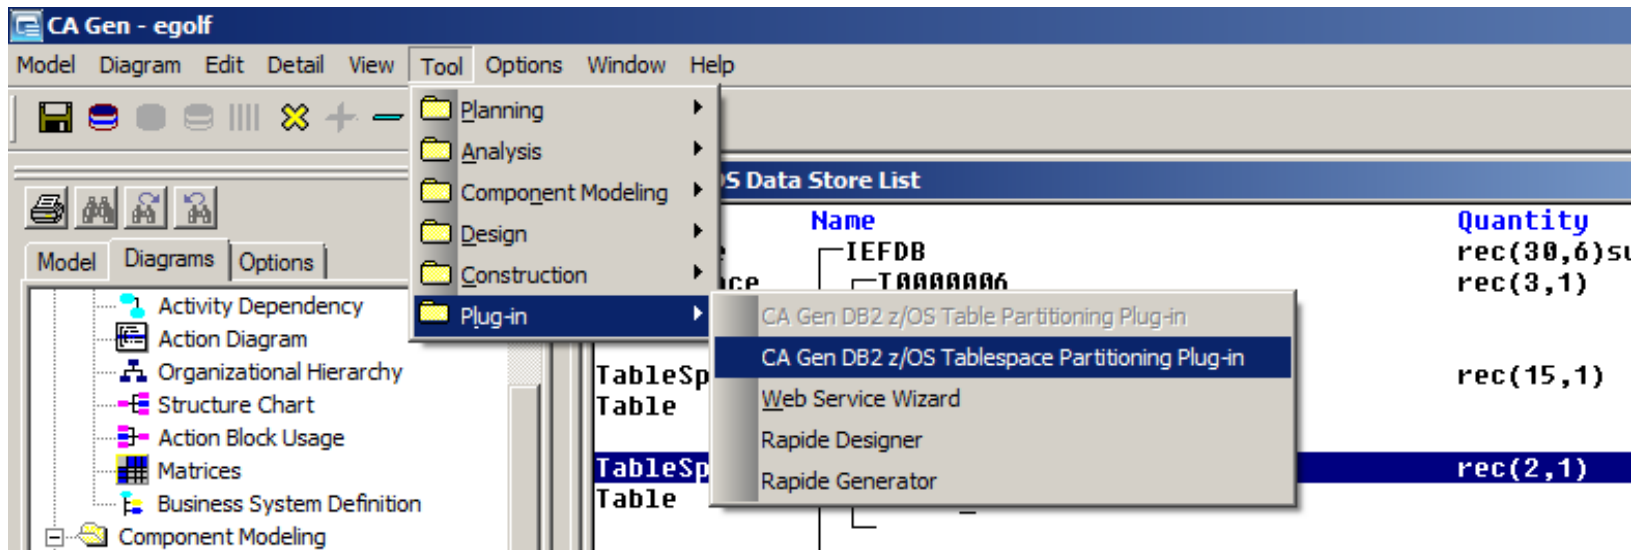 CA Gen - egolf
Model Diagram Edit Detail View Tool Options Window Help
Planning
Analysis
Component Modeling
Design
Construction
Plug-in
CA Gen DB2 z/OS Table Partitioning Plug-in
CA Gen DB2 z/OS Tablespace Partitioning Plug-in
Web Service Wizard
Rapide Designer
Rapide Generator
Model Diagrams Options
Activity Dependency
Action Diagram
Organizational Hierarchy
Structure Chart
Action Block Usage
Matrices
Business System Definition
Component Modeling
OS Data Store List
Name Quantity
IEFDB rec(30,6)su
ace I0000006 rec(3,1)
TableSp rec(15,1)
Table
TableSp rec(2,1)
Table